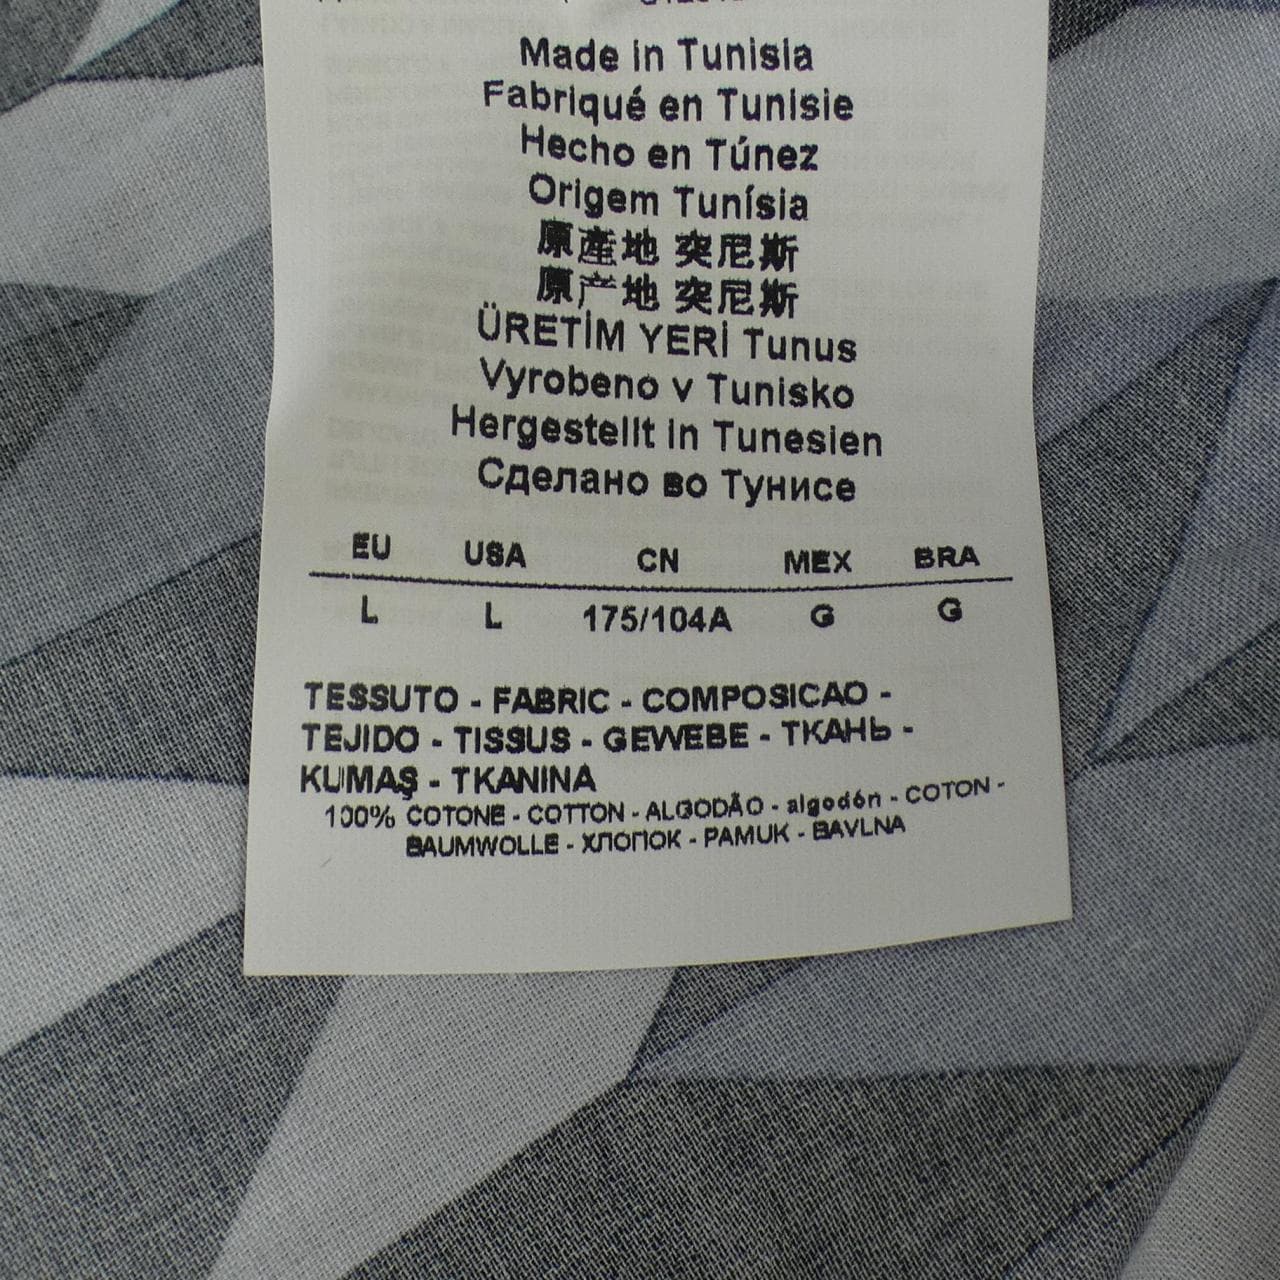 Made in Tunisia
Fabriqué en Tunisie
Hecho en Túnez
Origem Tunísia
原産地 突尼斯
原产地 突尼斯
ÜRETİM YERİ Tunus
Vyrobeno v Tunisko
Hergestellt in Tunesien
Сделано во Тунисе
EU USA CN MEX BRA
L L 175/104A G G
TESSUTO - FABRIC - COMPOSICAO -
TEJIDO - TISSUS - GEWEBE - ТКАНЬ -
KUMAŞ - TKANINA
100% COTONE - COTTON - ALGODÃO - algodón - COTON -
BAUMWOLLE - ХЛОПОК - PAMUK - BAVLNA